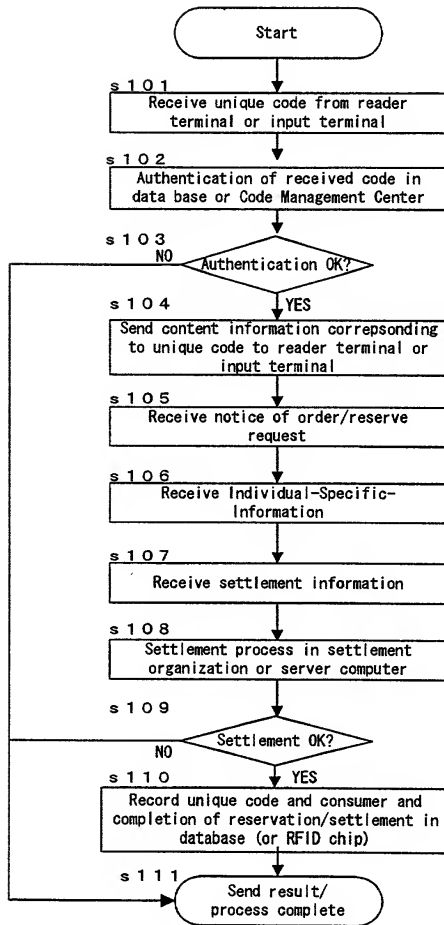 Start
s101
Receive unique code from reader
terminal or input terminal
s102
Authentication of received code in
data base or Code Management Center
s103
NO
Authentication OK?
YES
s104
Send content information correpsonding
to unique code to reader terminal or
input terminal
s105
Receive notice of order/reserve
request
s106
Receive Individual-Specific-
Information
s107
Receive settlement information
s108
Settlement process in settlement
organization or server computer
s109
Settlement OK?
NO
YES
s110
Record unique code and consumer and
completion of reservation/settlement in
database (or RFID chip)
s111
Send result/
process complete